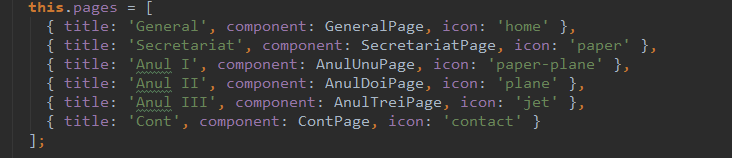 this.pages = [
{ title: 'General', component: GeneralPage, icon: 'home' },
{ title: 'Secretariat', component: SecretariatPage, icon: 'paper' },
{ title: 'Anul I', component: AnulUnuPage, icon: 'paper-plane' },
{ title: 'Anul II', component: AnulDoiPage, icon: 'plane' },
{ title: 'Anul III', component: AnulTreiPage, icon: 'jet' },
{ title: 'Cont', component: ContPage, icon: 'contact' }
];